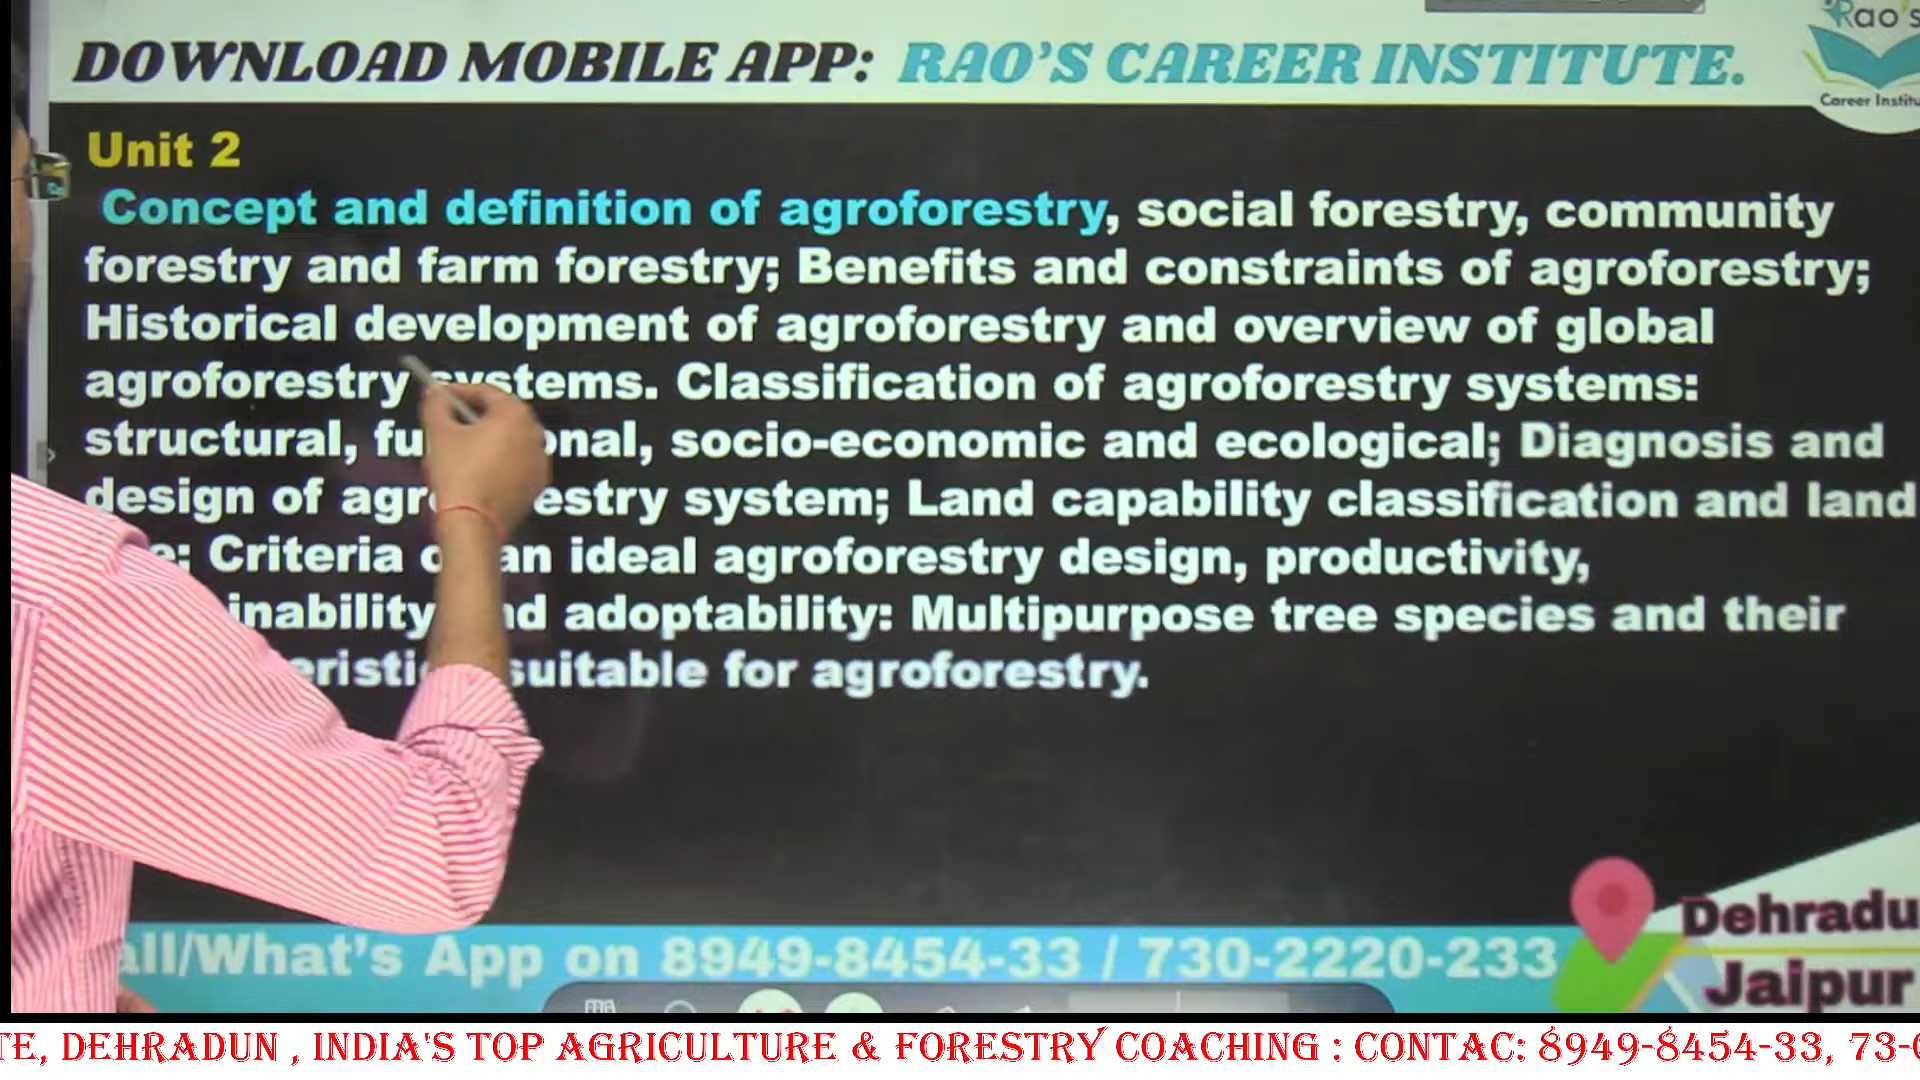 DOWNLOAD MOBILE APP: RAO'S CAREER INSTITUTE.
Rao's
Career Institu
Unit 2
Concept and definition of agroforestry, social forestry, community
forestry and farm forestry; Benefits and constraints of agroforestry;
Historical development of agroforestry and overview of global
agroforestry systems. Classification of agroforestry systems:
structural, fu onal, socio-economic and ecological; Diagnosis and
design of agr estry system; Land capability classification and land
e: Criteria an ideal agroforestry design, productivity,
inability nd adoptability: Multipurpose tree species and their
eristic suitable for agroforestry.
all/What's App on 8949-8454-33 / 730-2220-233
Dehradu
Jaipur
TE, DEHRADUN , INDIA'S TOP AGRICULTURE & FORESTRY COACHING : CONTAC: 8949-8454-33, 73-